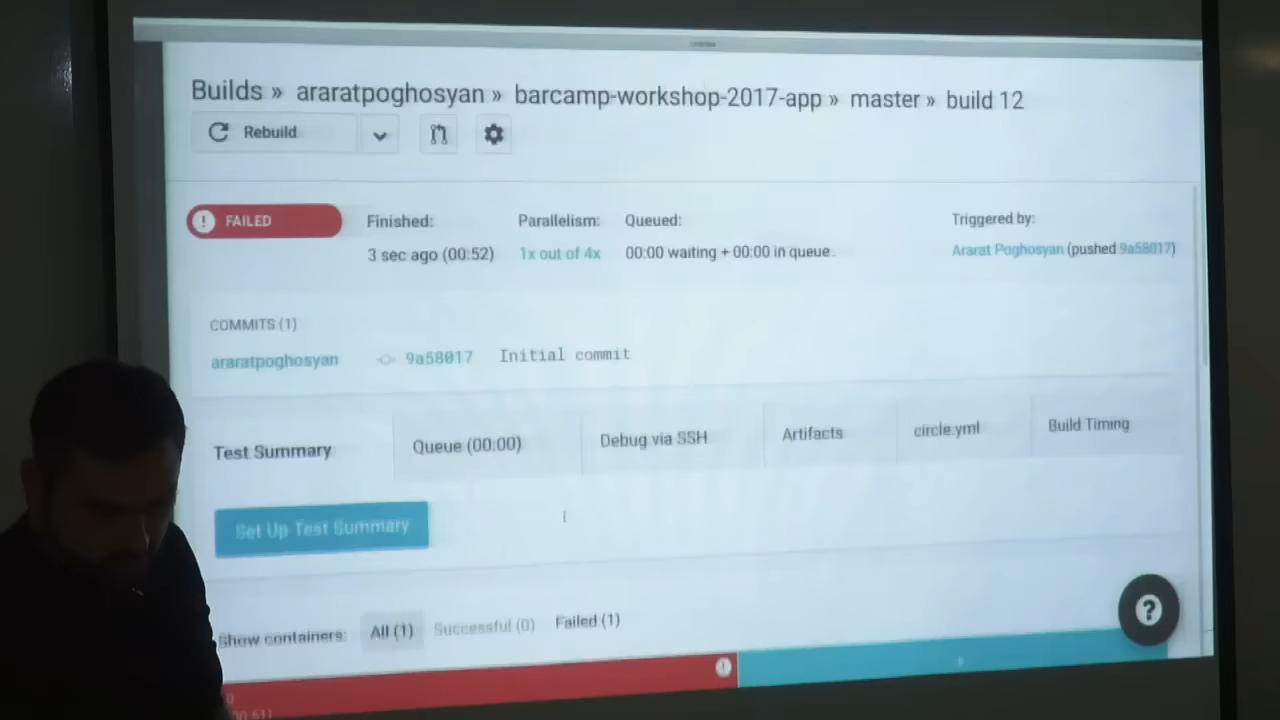 Builds » araratpoghosyan » barcamp-workshop-2017-app » master » build 12
Rebuild
FAILED
Finished:
3 sec ago (00:52)
Parallelism:
1x out of 4x
Queued:
00:00 waiting + 00:00 in queue
Triggered by:
Ararat Poghosyan (pushed 9a58017)
COMMITS (1)
araratpoghosyan 9a58017 Initial commit
Test Summary
Queue (00:00)
Debug via SSH
Artifacts
circle.yml
Build Timing
Set Up Test Summary
Show containers: All (1) Successful (0) Failed (1)